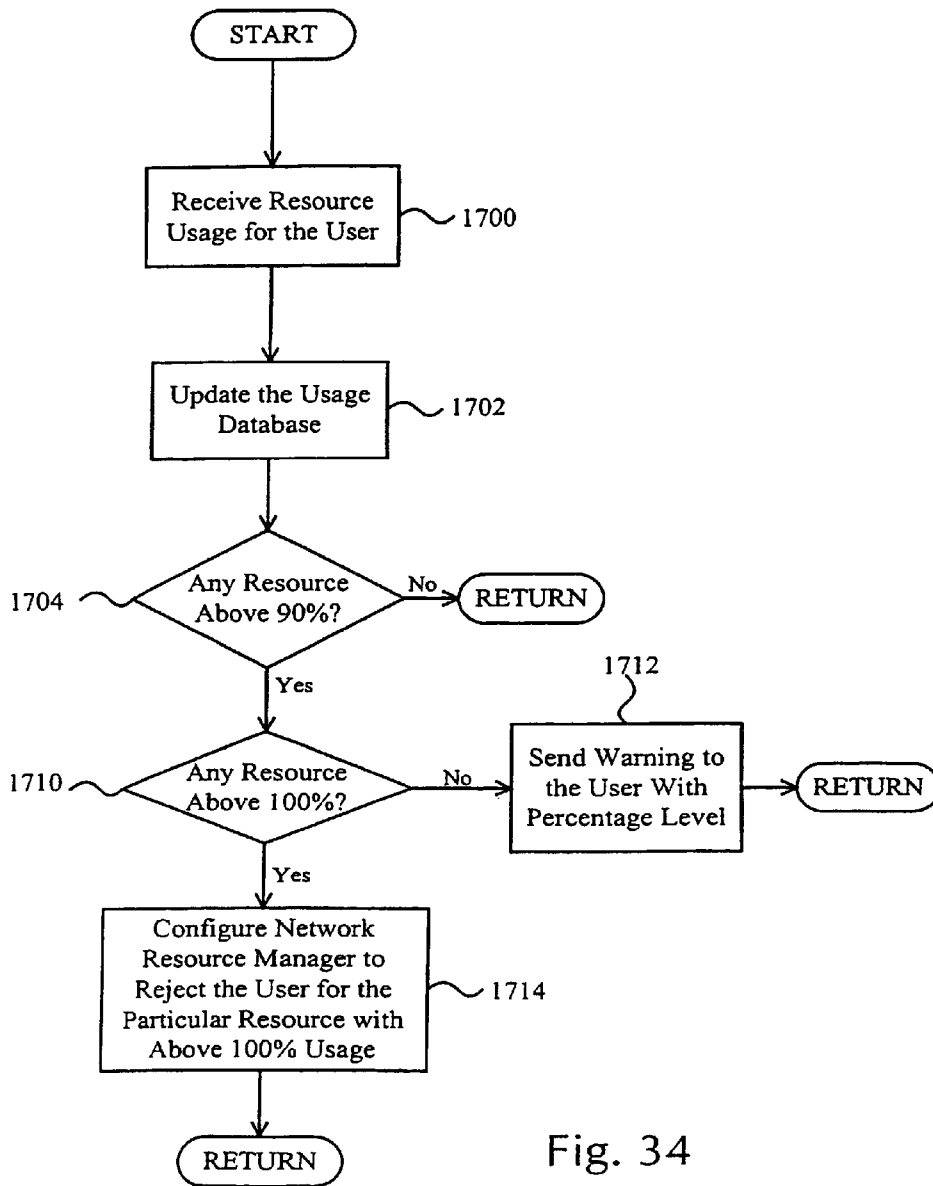 START
Receive Resource
Usage for the User
1700
Update the Usage
Database
1702
1704
Any Resource
Above 90%?
No
RETURN
Yes
1712
1710
Any Resource
Above 100%?
No
Send Warning to
the User With
Percentage Level
RETURN
Yes
Configure Network
Resource Manager to
Reject the User for the
Particular Resource with
Above 100% Usage
1714
RETURN
Fig. 34